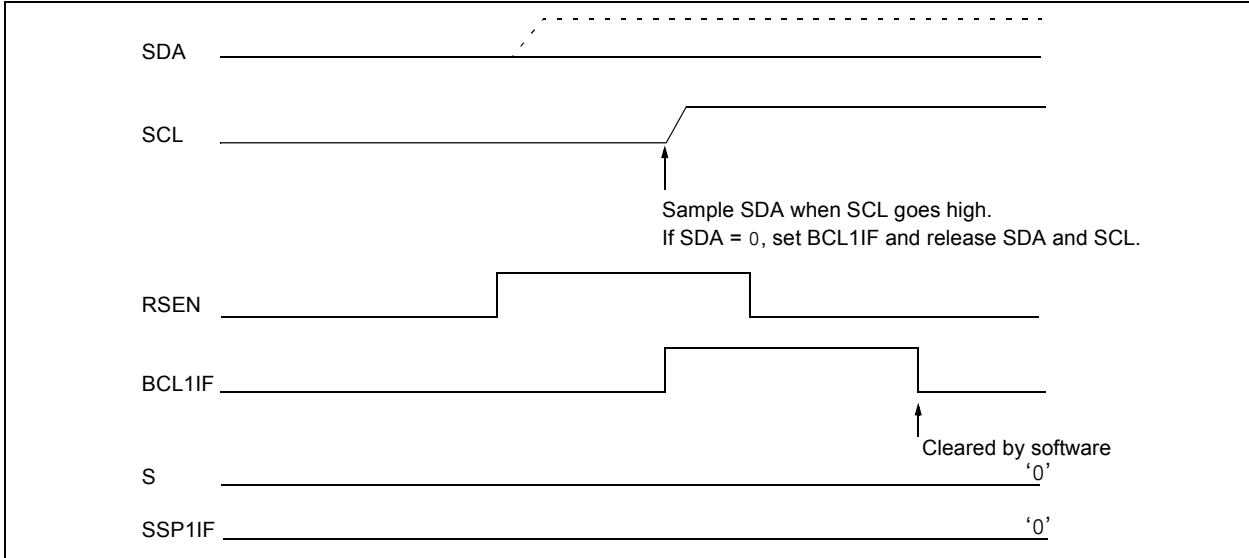 SDA
SCL
Sample SDA when SCL goes high.
If SDA = 0, set BCL1IF and release SDA and SCL.
RSEN
BCL1IF
Cleared by software
S
‘0’
SSP1IF
‘0’